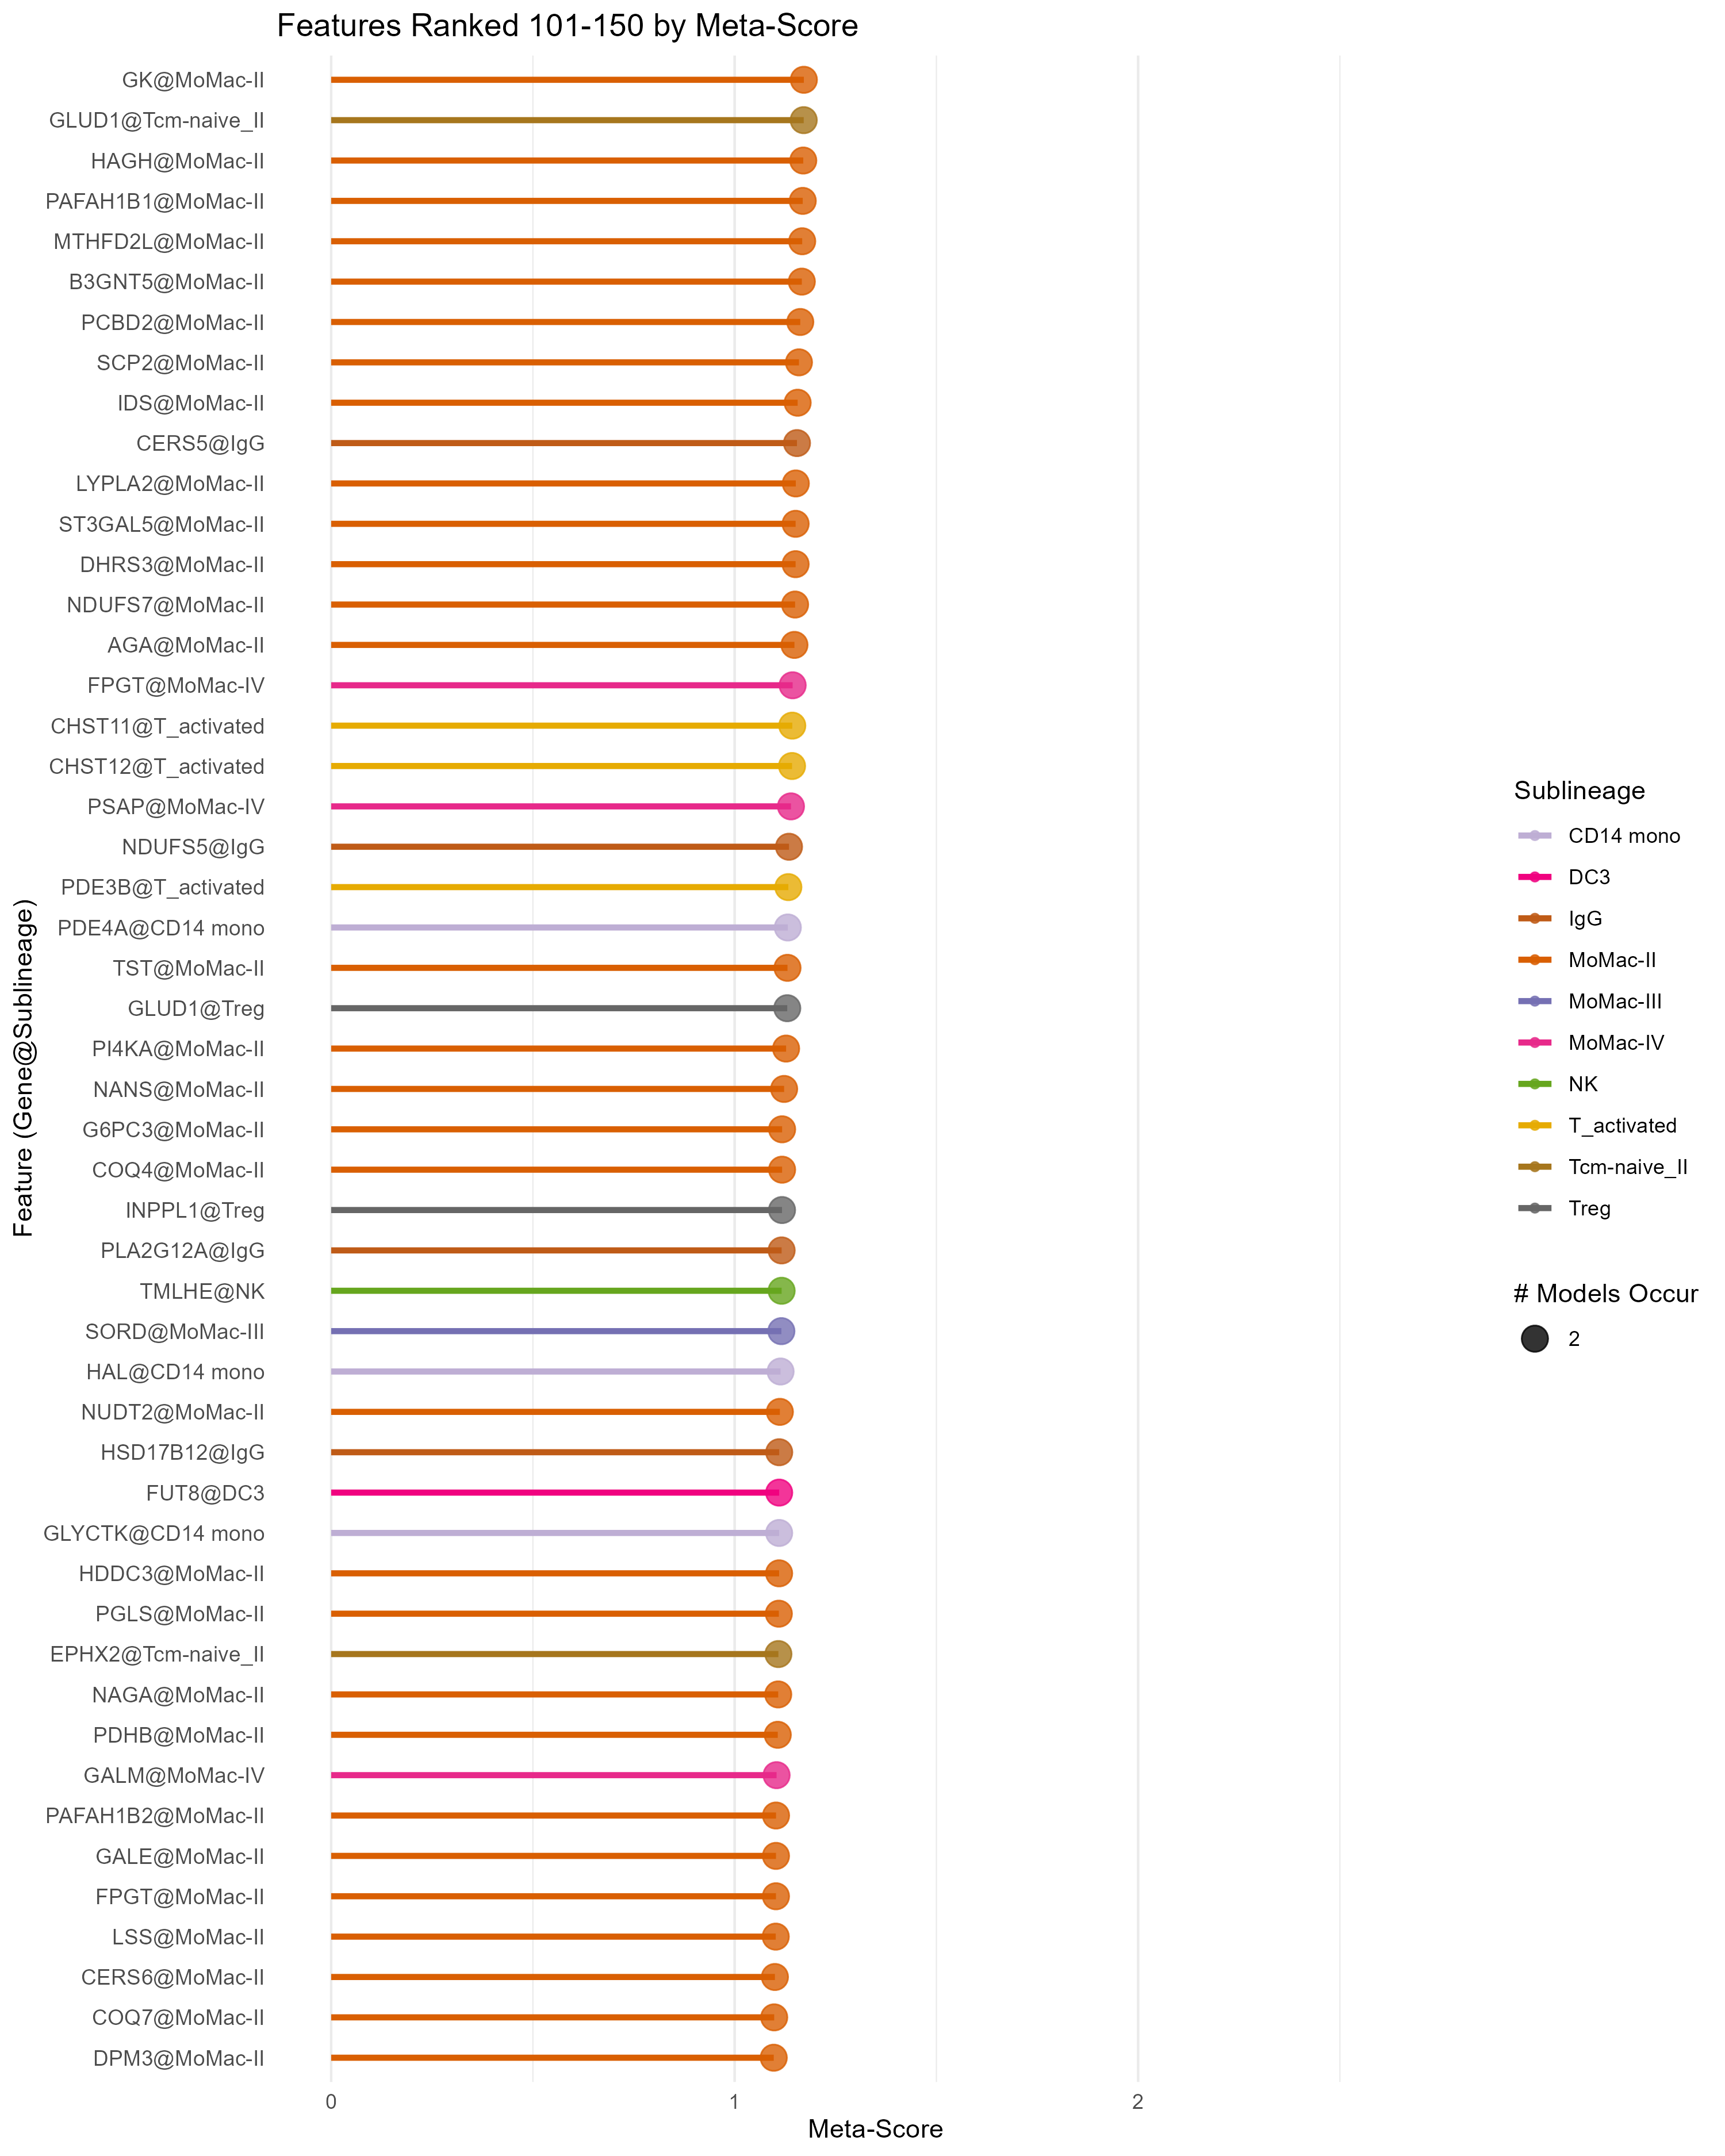 Features Ranked 101-150 by Meta-Score
GK@MoMac-II
GLUD1@Tcm-naive_II
HAGH@MoMac-II
PAFAH1B1@MoMac-II
MTHFD2L@MoMac-II
B3GNT5@MoMac-II
PCBD2@MoMac-II
SCP2@MoMac-II
IDS@MoMac-II
CERS5@IgG
LYPLA2@MoMac-II
ST3GAL5@MoMac-II
DHRS3@MoMac-II
NDUFS7@MoMac-II
AGA@MoMac-II
FPGT@MoMac-IV
CHST11@T_activated
CHST12@T_activated
PSAP@MoMac-IV
NDUFS5@IgG
PDE3B@T_activated
PDE4A@CD14 mono
TST@MoMac-II
GLUD1@Treg
PI4KA@MoMac-II
NANS@MoMac-II
G6PC3@MoMac-II
COQ4@MoMac-II
INPPL1@Treg
PLA2G12A@IgG
TMLHE@NK
SORD@MoMac-III
HAL@CD14 mono
NUDT2@MoMac-II
HSD17B12@IgG
FUT8@DC3
GLYCTK@CD14 mono
HDDC3@MoMac-II
PGLS@MoMac-II
EPHX2@Tcm-naive_II
NAGA@MoMac-II
PDHB@MoMac-II
GALM@MoMac-IV
PAFAH1B2@MoMac-II
GALE@MoMac-II
FPGT@MoMac-II
LSS@MoMac-II
CERS6@MoMac-II
COQ7@MoMac-II
DPM3@MoMac-II
Feature (Gene@Sublineage)
0 1 2
Meta-Score
Sublineage
CD14 mono
DC3
IgG
MoMac-II
MoMac-III
MoMac-IV
NK
T_activated
Tcm-naive_II
Treg
# Models Occur
2